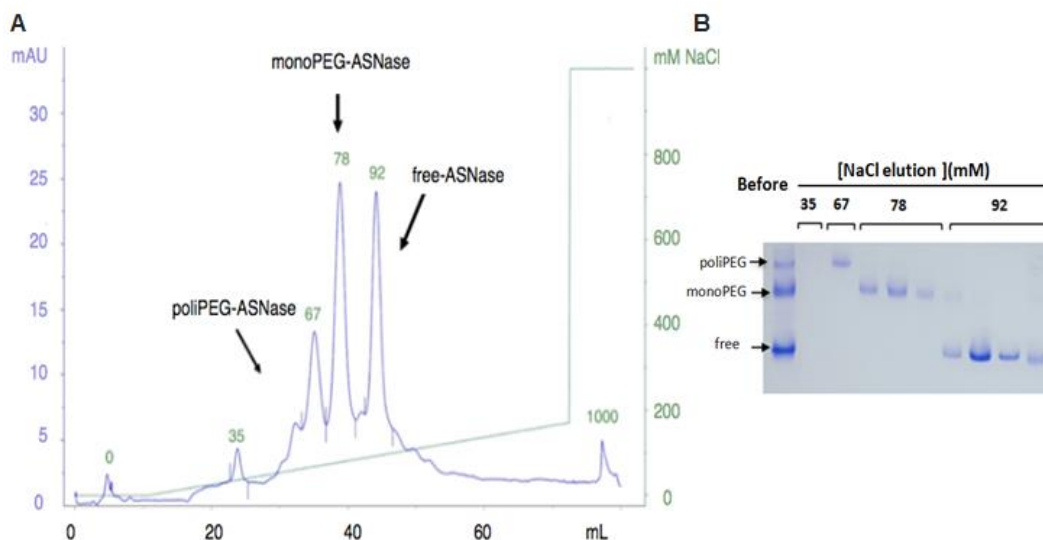 A
mAU
mM NaCl
monoPEG-ASNase
free-ASNase
poliPEG-ASNase
30
25
20
15
10
5
0
800
600
400
200
0
0
35
67
78
92
1000
0
20
40
60
mL
B
[NaCl elution ](mM)
Before
35
67
78
92
poliPEG
monoPEG
free